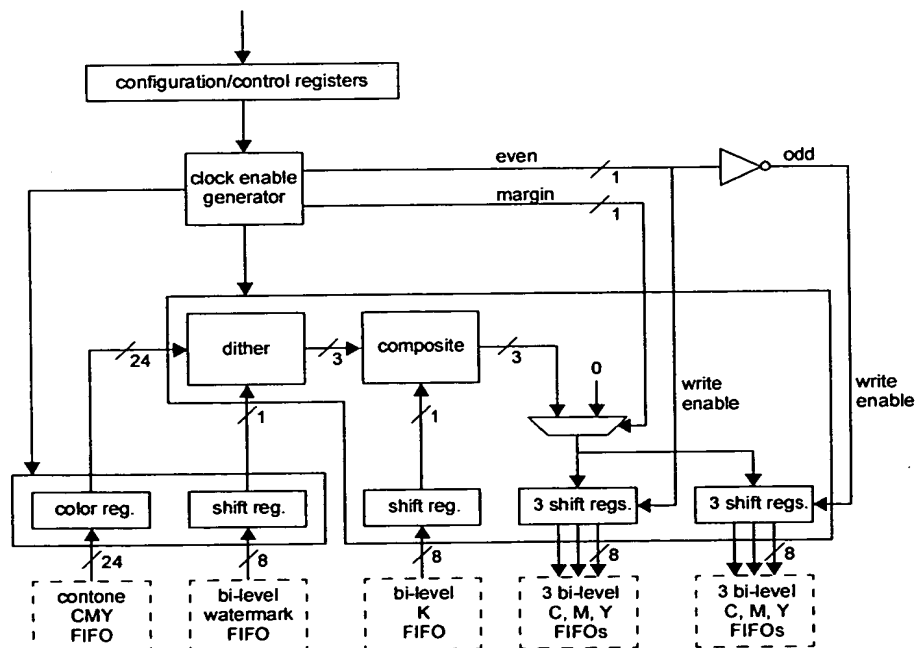 configuration/control registers
clock enable
generator
even
1
odd
margin
1
dither
composite
24
3
3
0
1
1
write
enable
write
enable
color reg.
shift reg.
shift reg.
3 shift regs.
3 shift regs.
24
8
8
8
8
contone
CMY
FIFO
bi-level
watermark
FIFO
bi-level
K
FIFO
3 bi-level
C, M, Y
FIFOs
3 bi-level
C, M, Y
FIFOs